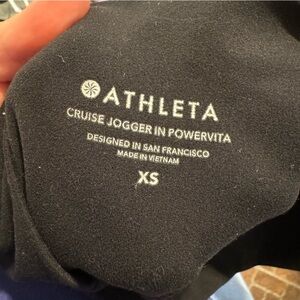 ATHLETA
CRUISE JOGGER IN POWERVITA
DESIGNED IN SAN FRANCISCO
MADE IN VIETNAM
XS